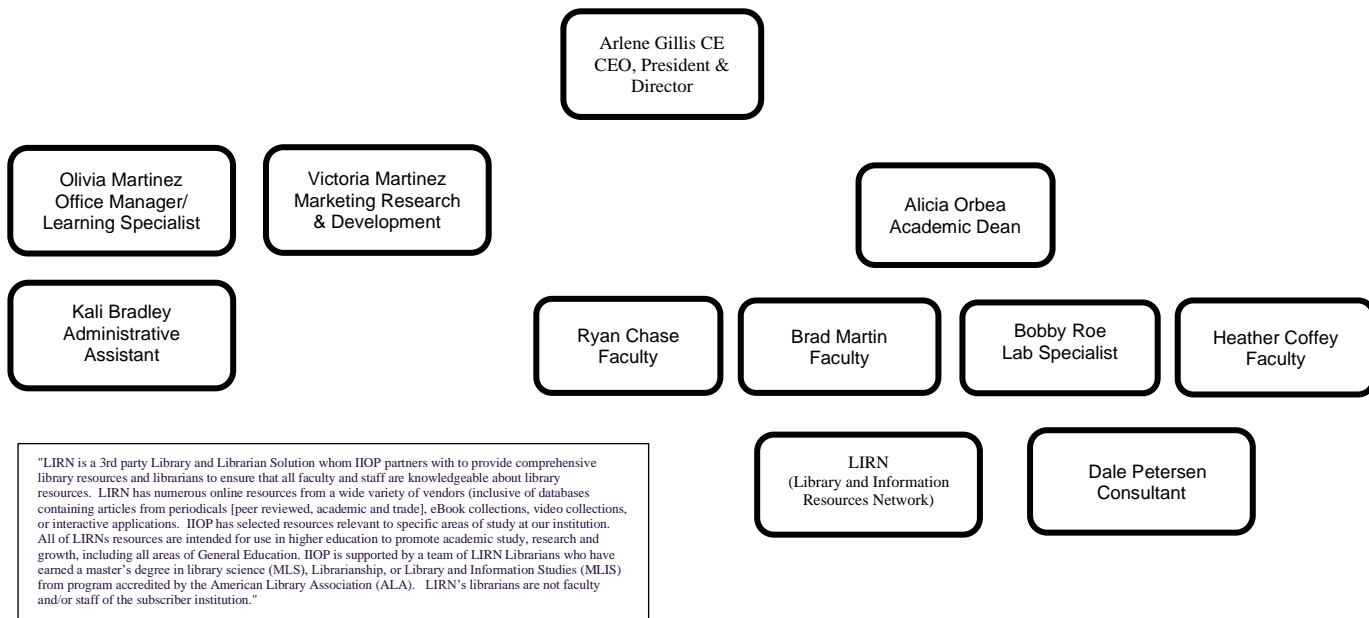 Arlene Gillis CE
CEO, President &
Director
Olivia Martinez
Office Manager/
Learning Specialist
Victoria Martinez
Marketing Research
& Development
Alicia Orbea
Academic Dean
Kali Bradley
Administrative
Assistant
Ryan Chase
Faculty
Brad Martin
Faculty
Bobby Roe
Lab Specialist
Heather Coffey
Faculty
LIRN
(Library and Information
Resources Network)
Dale Petersen
Consultant
"LIRN is a 3rd party Library and Librarian Solution whom IIOP partners with to provide comprehensive
library resources and librarians to ensure that all faculty and staff are knowledgeable about library
resources.  LIRN has numerous online resources from a wide variety of vendors (inclusive of databases
containing articles from periodicals [peer reviewed, academic and trade], eBook collections, video collections,
or interactive applications.  IIOP has selected resources relevant to specific areas of study at our institution.
All of LIRNs resources are intended for use in higher education to promote academic study, research and
growth, including all areas of General Education. IIOP is supported by a team of LIRN Librarians who have
earned a master's degree in library science (MLS), Librarianship, or Library and Information Studies (MLIS)
from program accredited by the American Library Association (ALA).   LIRN's librarians are not faculty
and/or staff of the subscriber institution."